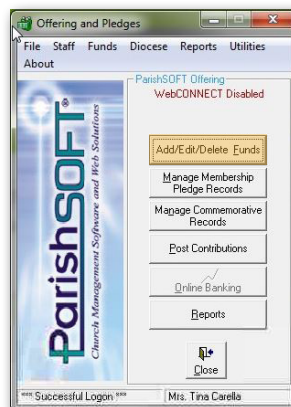 Offering and Pledges
File Staff Funds Diocese Reports Utilities
About
ParishSOFT®
Church Management Software and Web Solutions
ParishSOFT Offering
WebCONNECT Disabled
Add/Edit/Delete Funds
Manage Membership
Pledge Records
Manage Commemorative
Records
Post Contributions
Online Banking
Reports
Close
*** Successful Logon ***
Mrs. Tina Carella